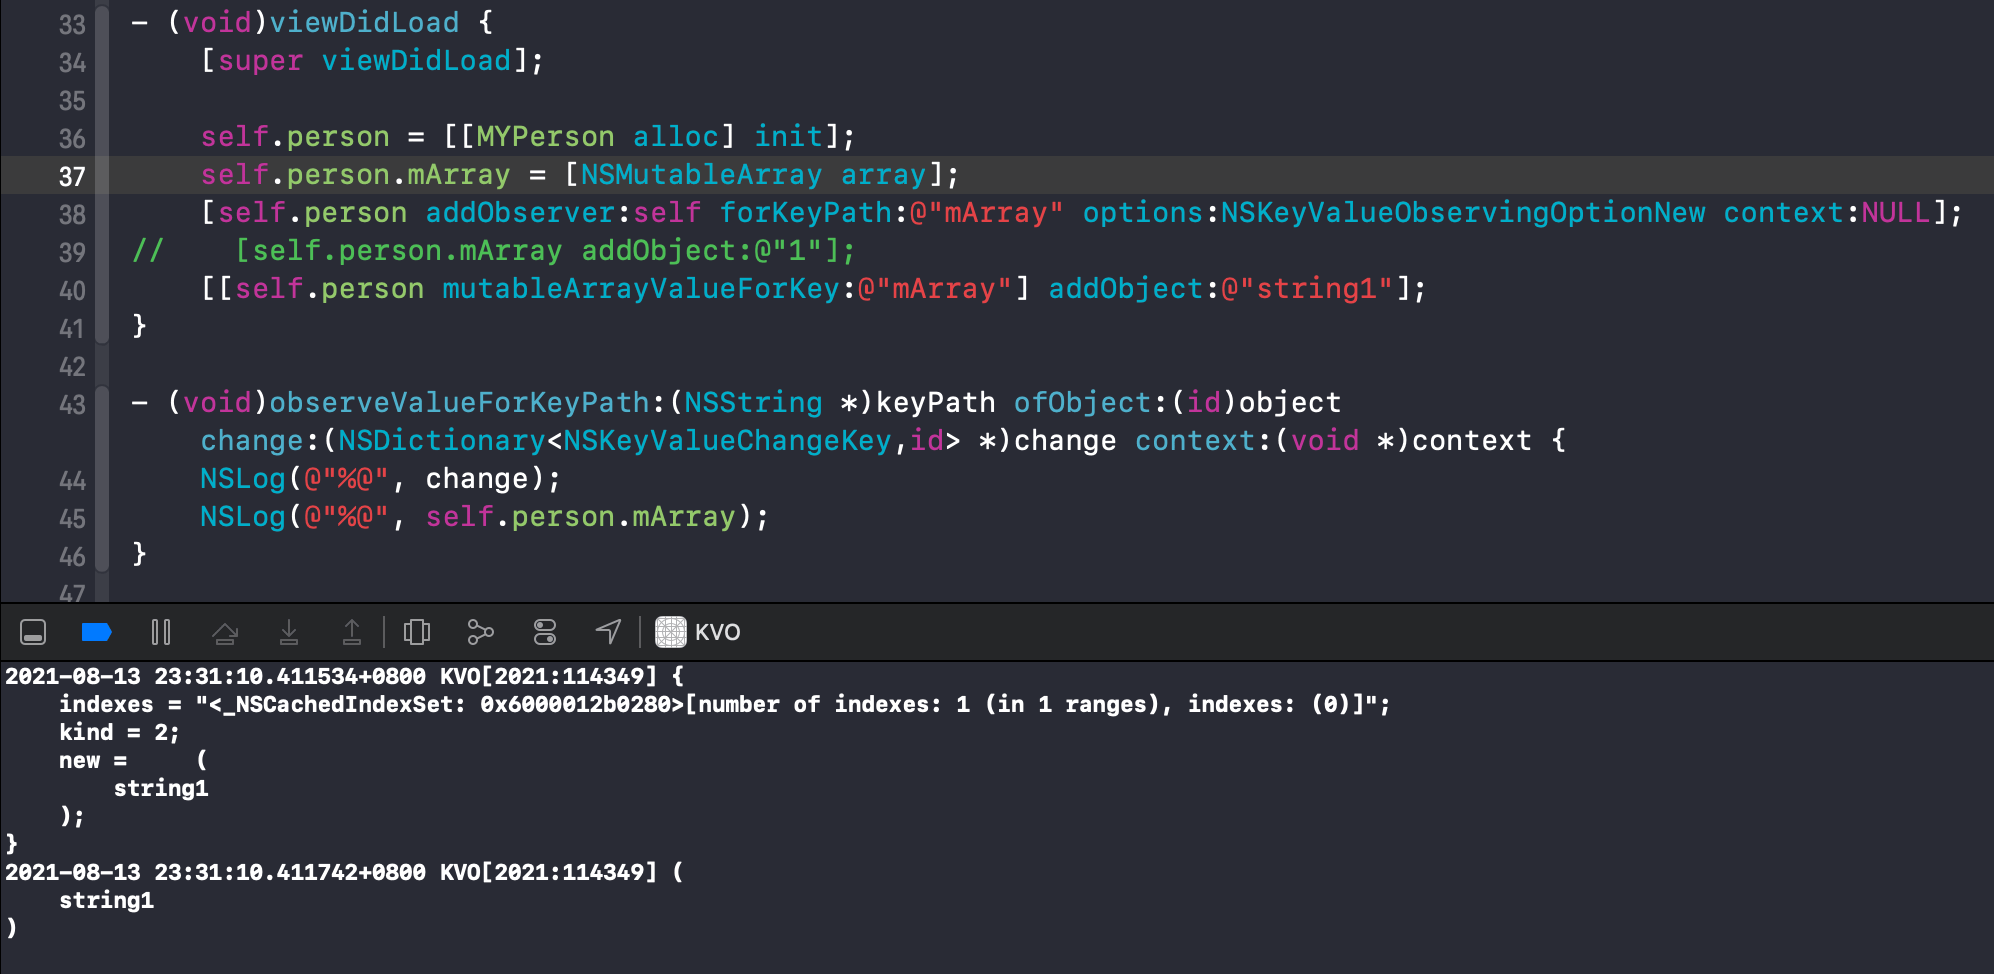 33 - (void)viewDidLoad {
34     [super viewDidLoad];
35
36     self.person = [[MYPerson alloc] init];
37     self.person.mArray = [NSMutableArray array];
38     [self.person addObserver:self forKeyPath:@"mArray" options:NSKeyValueObservingOptionNew context:NULL];
39 //    [self.person.mArray addObject:@"1"];
40     [[self.person mutableArrayValueForKey:@"mArray"] addObject:@"string1"];
41 }
42
43 - (void)observeValueForKeyPath:(NSString *)keyPath ofObject:(id)object
    change:(NSDictionary<NSKeyValueChangeKey,id> *)change context:(void *)context {
44     NSLog(@"%@", change);
45     NSLog(@"%@", self.person.mArray);
46 }
47
KVO
2021-08-13 23:31:10.411534+0800 KVO[2021:114349] {
    indexes = "<_NSCachedIndexSet: 0x6000012b0280>[number of indexes: 1 (in 1 ranges), indexes: (0)]";
    kind = 2;
    new =     (
        string1
    );
}
2021-08-13 23:31:10.411742+0800 KVO[2021:114349] (
    string1
)